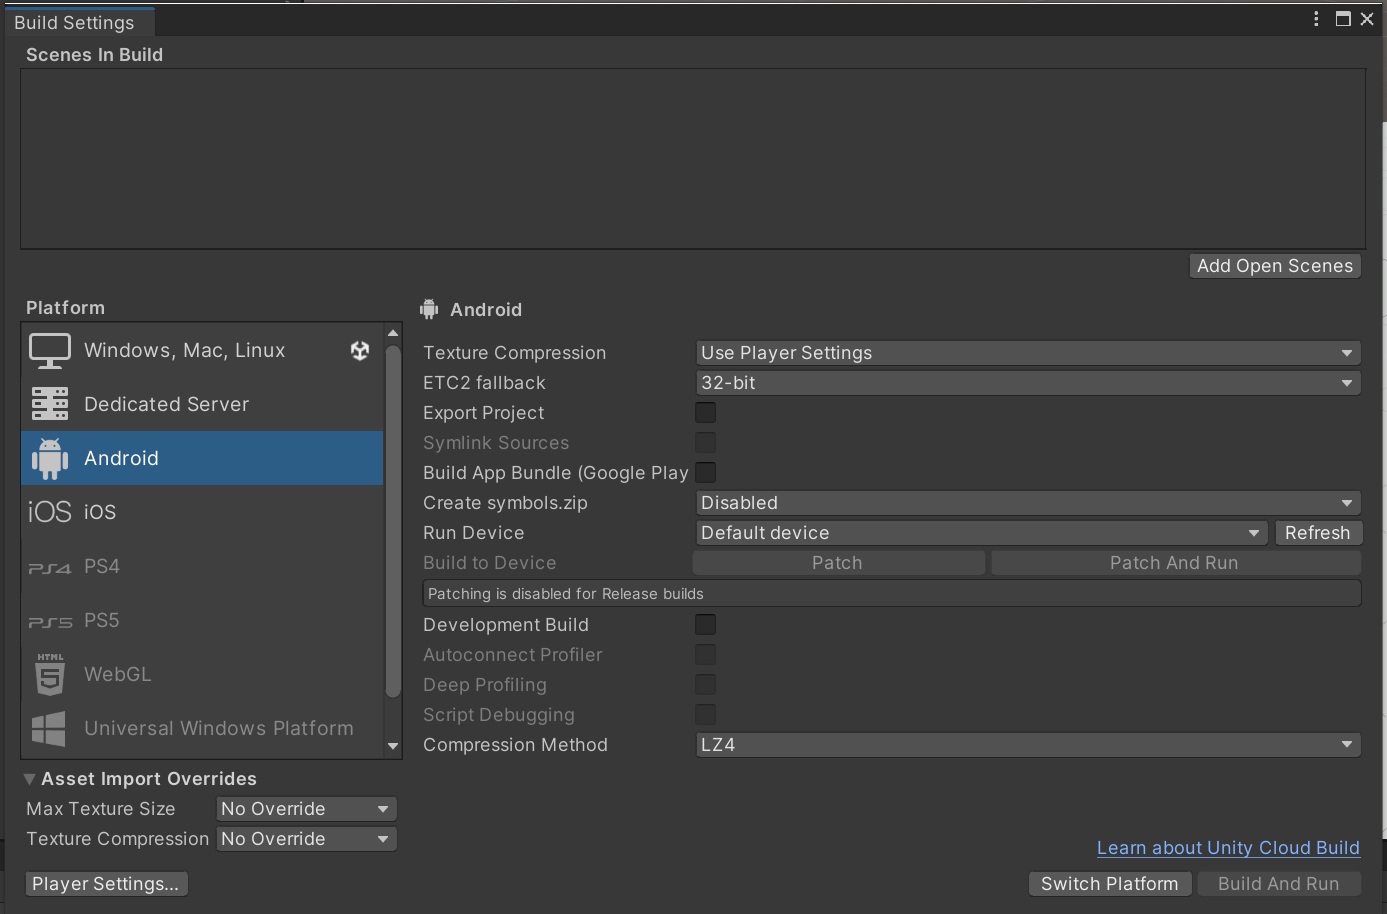 Build Settings
Scenes In Build
Add Open Scenes
Platform
Windows, Mac, Linux
Dedicated Server
Android
iOS iOS
PS4 PS4
PS5 PS5
HTML
5 WebGL
Universal Windows Platform
Android
Texture Compression Use Player Settings
ETC2 fallback 32-bit
Export Project
Symlink Sources
Build App Bundle (Google Play
Create symbols.zip Disabled
Run Device Default device Refresh
Build to Device Patch Patch And Run
Patching is disabled for Release builds
Development Build
Autoconnect Profiler
Deep Profiling
Script Debugging
Compression Method LZ4
Asset Import Overrides
Max Texture Size No Override
Texture Compression No Override
Learn about Unity Cloud Build
Player Settings... Switch Platform Build And Run